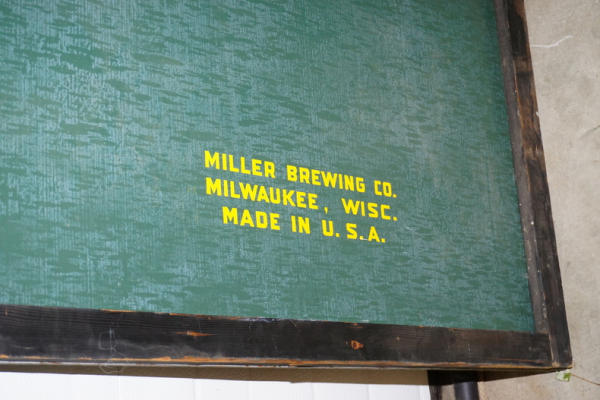 MILLER BREWING CO.
MILWAUKEE, WISC.
MADE IN U.S.A.